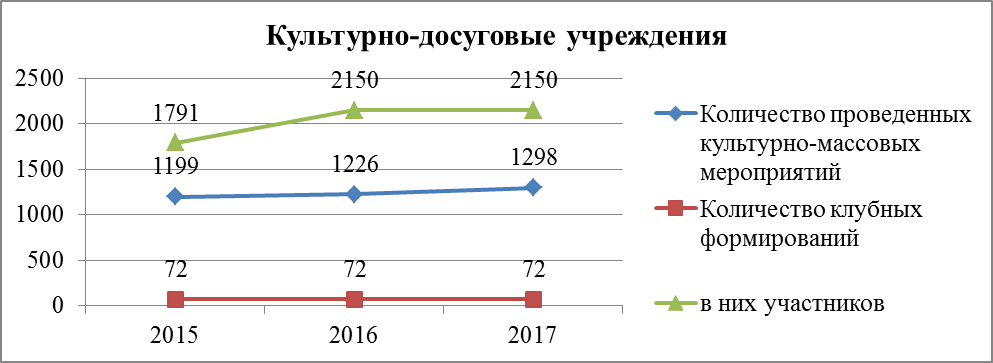 Культурно-досуговые учреждения
2500
2000
1500
1000
500
0
2150
2150
1791
1199
1226
1298
72
72
72
2015
2016
2017
Количество проведенных
культурно-массовых
мероприятий
Количество клубных
формирований
в них участников